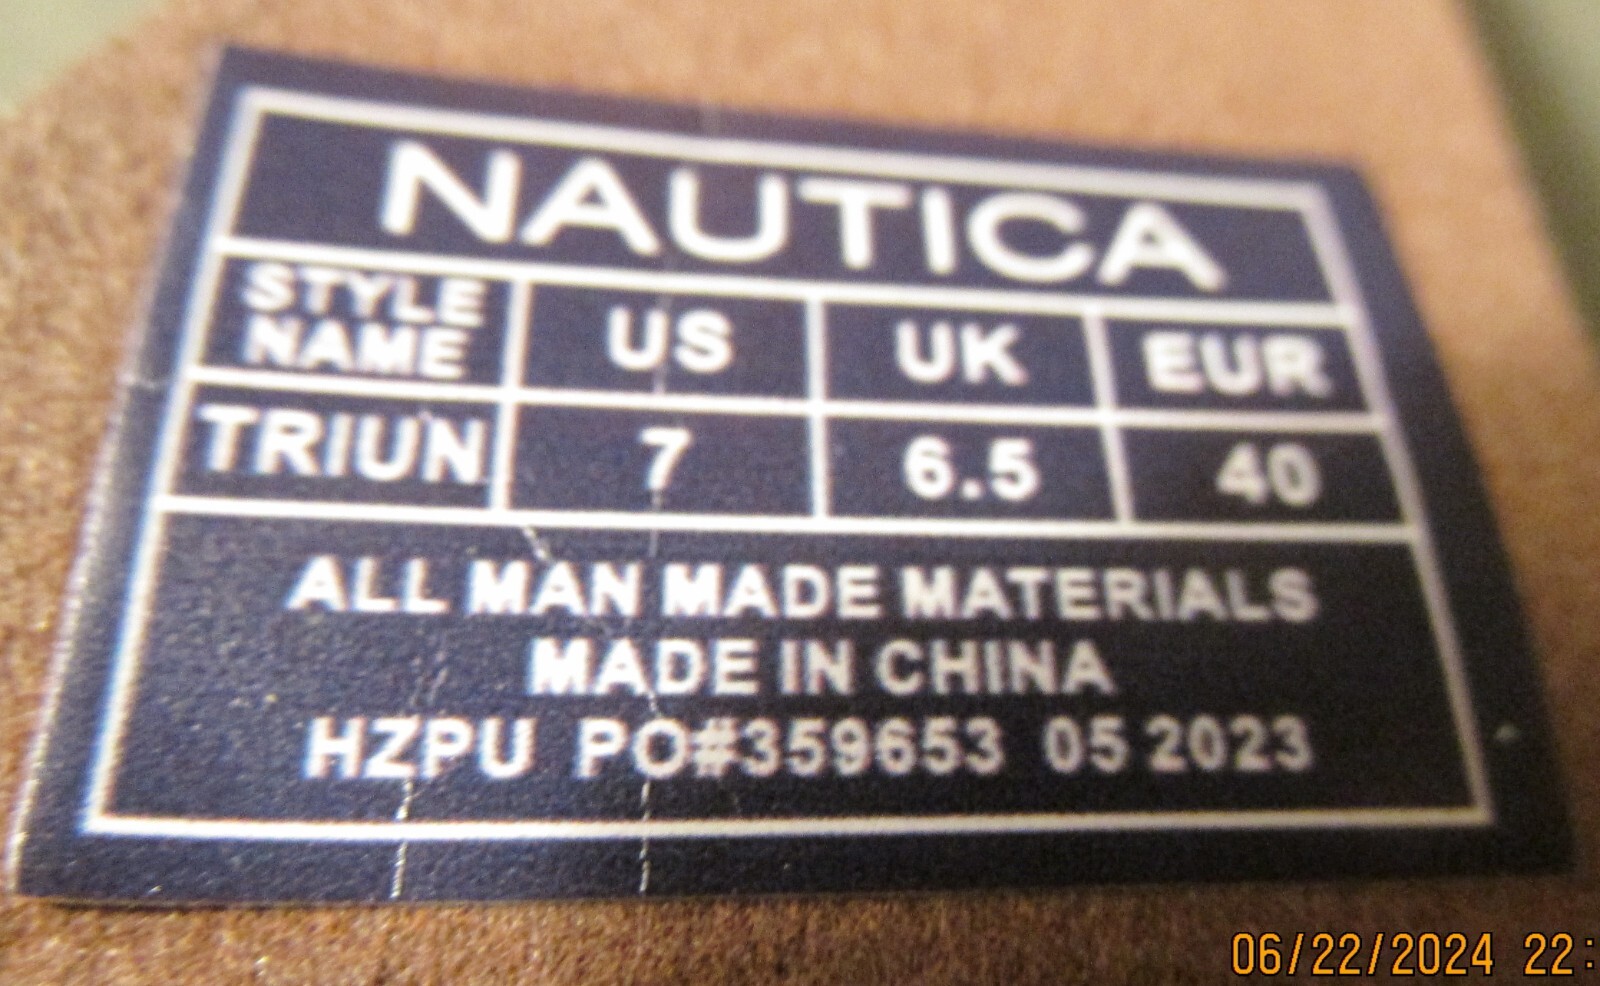 NAUTICA
STYLE NAME US UK EUR
TRIUN 7 6.5 40
ALL MAN MADE MATERIALS
MADE IN CHINA
HZPU PO#359653 05 2023
06/22/2024 22: